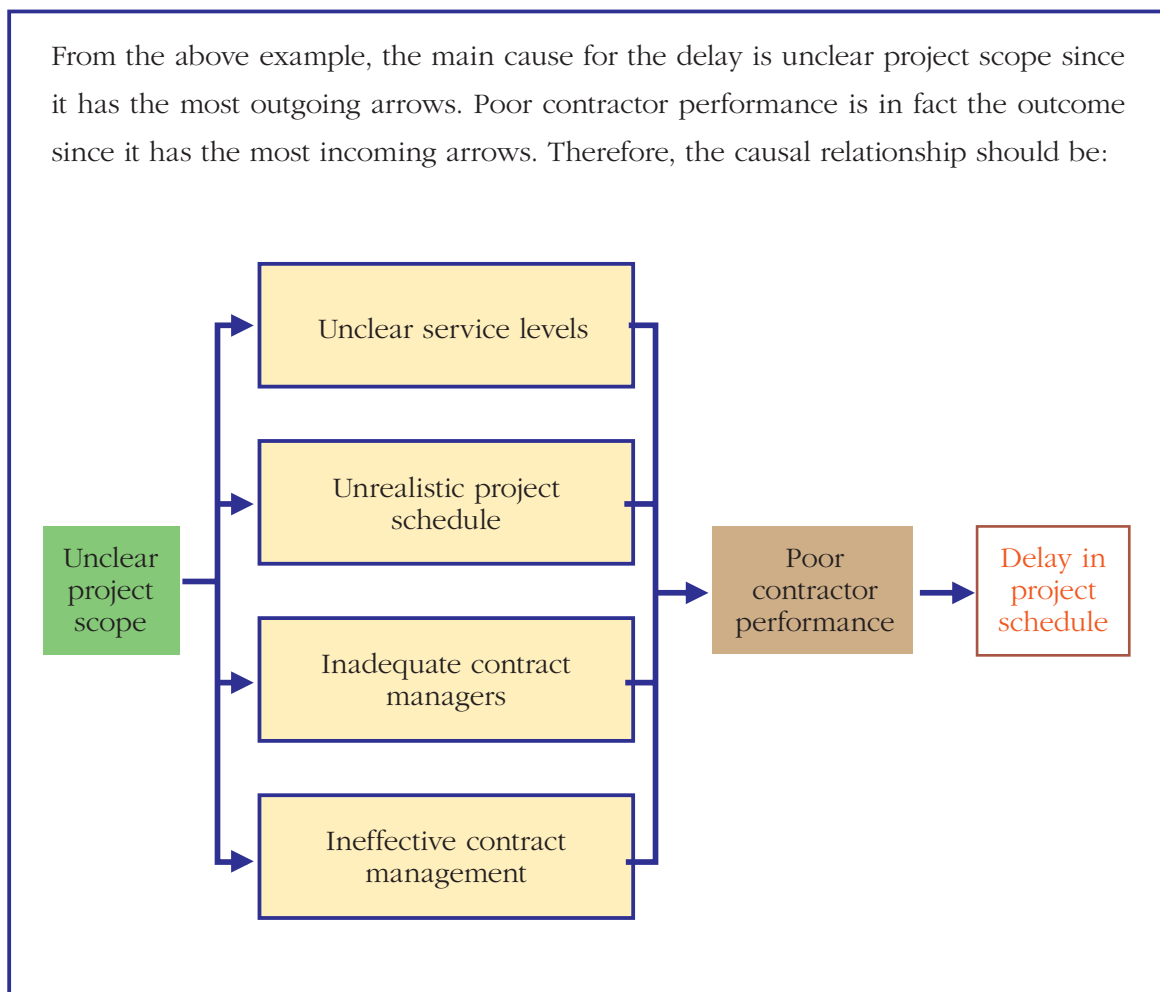 From the above example, the main cause for the delay is unclear project scope since
it has the most outgoing arrows. Poor contractor performance is in fact the outcome
since it has the most incoming arrows. Therefore, the causal relationship should be:
Unclear
project
scope
Unclear service levels
Unrealistic project
schedule
Inadequate contract
managers
Ineffective contract
management
Poor
contractor
performance
Delay in
project
schedule